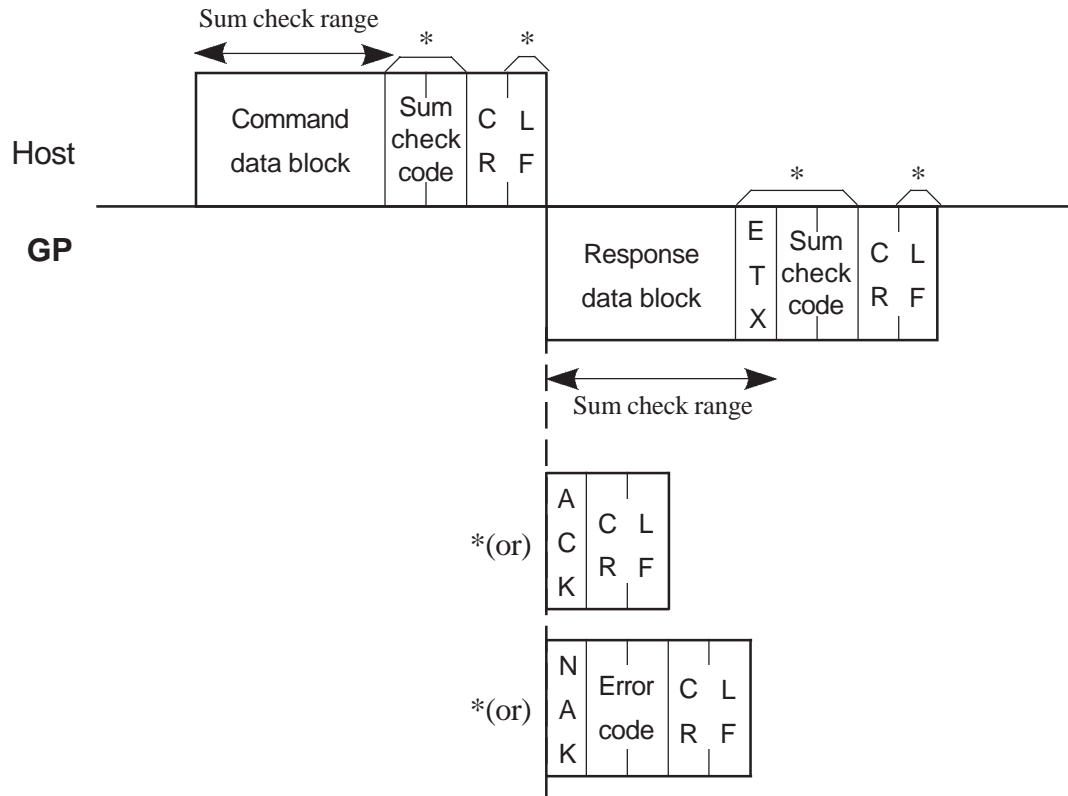 Sum check range
*
*
Host
Command
data block
Sum
check
code
C
R
L
F
*
*
GP
Response
data block
E
T
X
Sum
check
code
C
R
L
F
Sum check range
*(or)
A
C
K
C
R
L
F
*(or)
N
A
K
Error
code
C
R
L
F